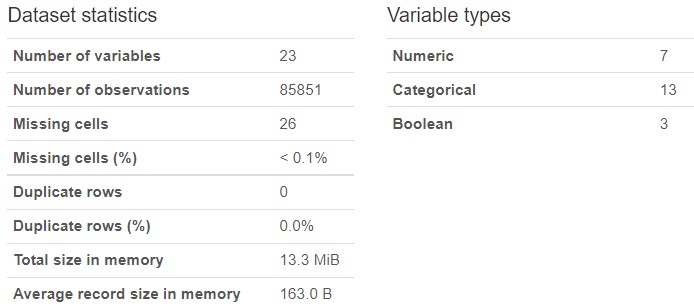 Dataset statistics
Number of variables 23
Number of observations 85851
Missing cells 26
Missing cells (%) < 0.1%
Duplicate rows 0
Duplicate rows (%) 0.0%
Total size in memory 13.3 MiB
Average record size in memory 163.0 B
Variable types
Numeric 7
Categorical 13
Boolean 3